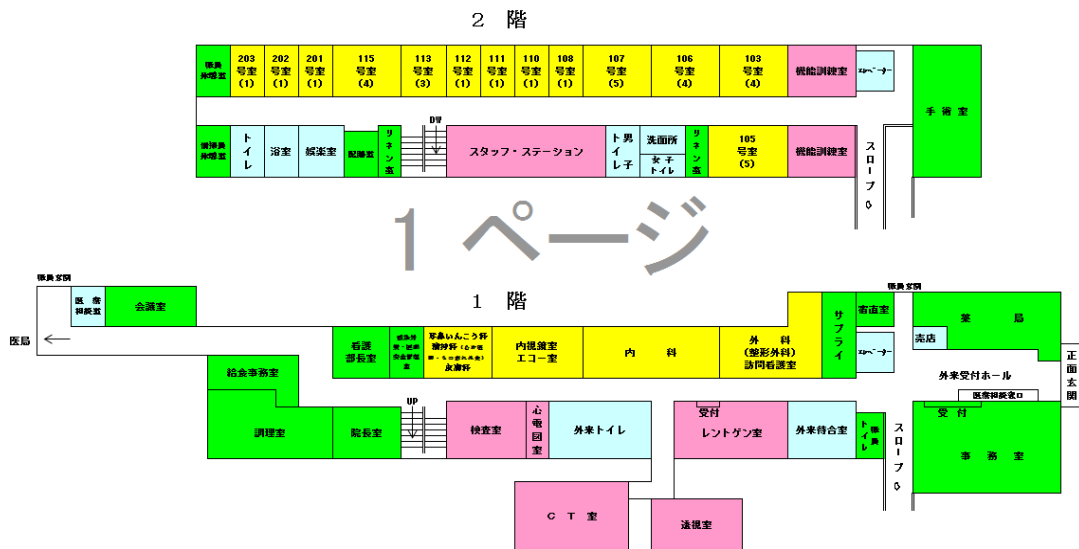 2 階
職員
休憩室
203
号室
(1)
202
号室
(1)
201
号室
(1)
115
号室
(4)
113
号室
(3)
112
号室
(1)
111
号室
(1)
110
号室
(1)
108
号室
(1)
107
号室
(5)
106
号室
(4)
103
号室
(4)
機能訓練室
エレベーター
手術室
休憩室
トイレ
浴室
娯楽室
配膳室
リネン室
DW
スタッフ・ステーション
男子トイレ
洗面所
女子
トイレ
リネン室
105
号室
(5)
機能訓練室
スロープ⇩
1 ページ
1 階
職員玄関
医局
医療
相談室
会議室
看護
部長室
耳鼻いんこう科
皮膚科
内視鏡室
エコー室
内 科
外 科
(整形外科)
訪問看護室
サプライ
職員玄関
宿直室
エレベーター
薬 局
売店
外来受付ホール
正面玄関
医療相談窓口
給食事務室
調理室
院長室
UP
検査室
心電図室
外来トイレ
受付
レントゲン室
外来待合室
職員トイレ
スロープ⇩
受 付
事 務 室
C T 室
透視室